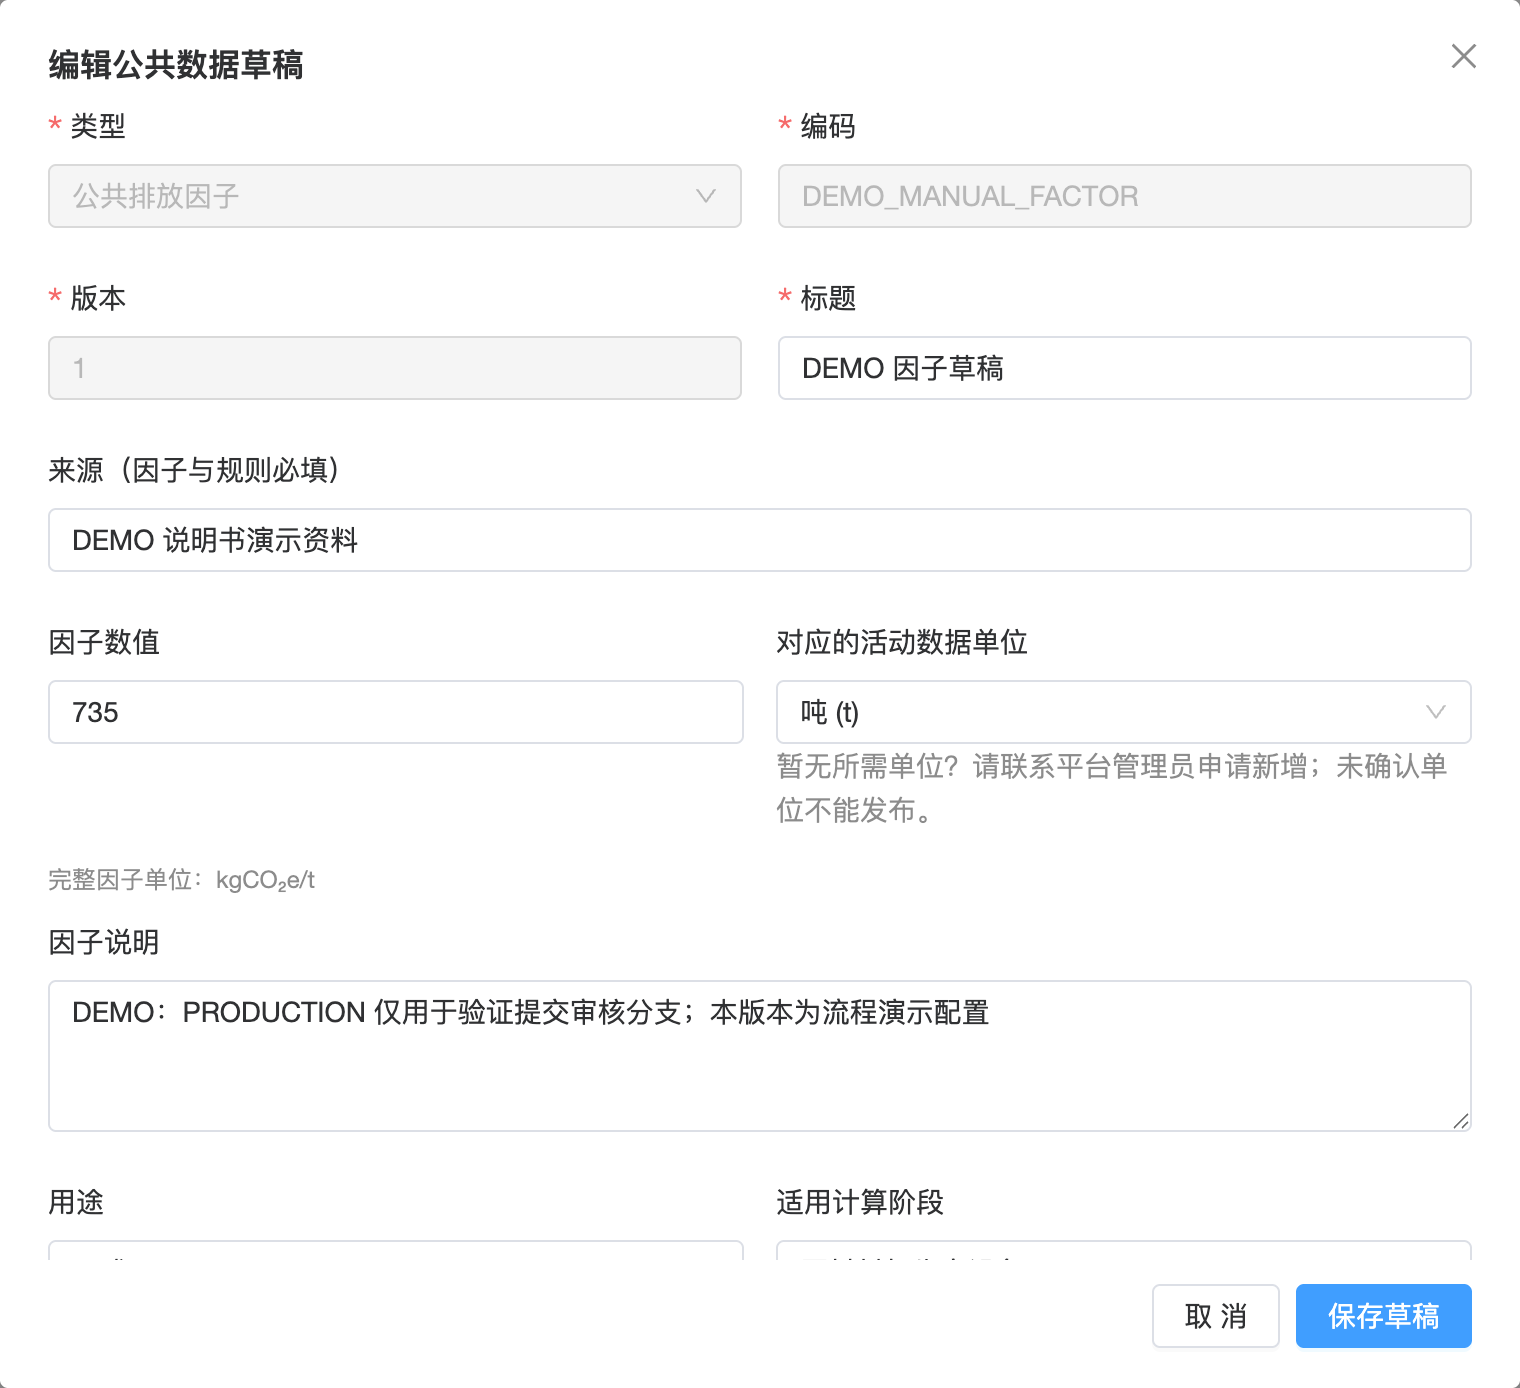 编辑公共数据草稿
* 类型
* 编码
公共排放因子
DEMO_MANUAL_FACTOR
* 版本
* 标题
1
DEMO 因子草稿
来源（因子与规则必填）
DEMO 说明书演示资料
因子数值
对应的活动数据单位
735
吨 (t)
暂无所需单位？请联系平台管理员申请新增；未确认单
位不能发布。
完整因子单位：kgCO₂e/t
因子说明
DEMO：PRODUCTION 仅用于验证提交审核分支；本版本为流程演示配置
用途
适用计算阶段
取 消
保存草稿